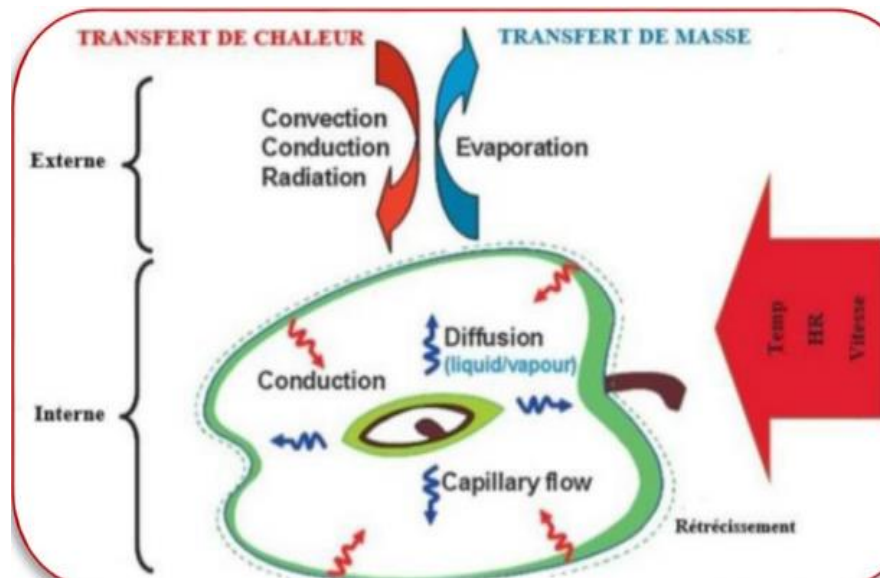 TRANSFERT DE CHALEUR
TRANSFERT DE MASSE
Externe
Convection
Conduction
Radiation
Evaporation
Interne
Conduction
Diffusion
(liquid/vapour)
Capillary flow
Temp
HR
Vitesse
Rétrécissement